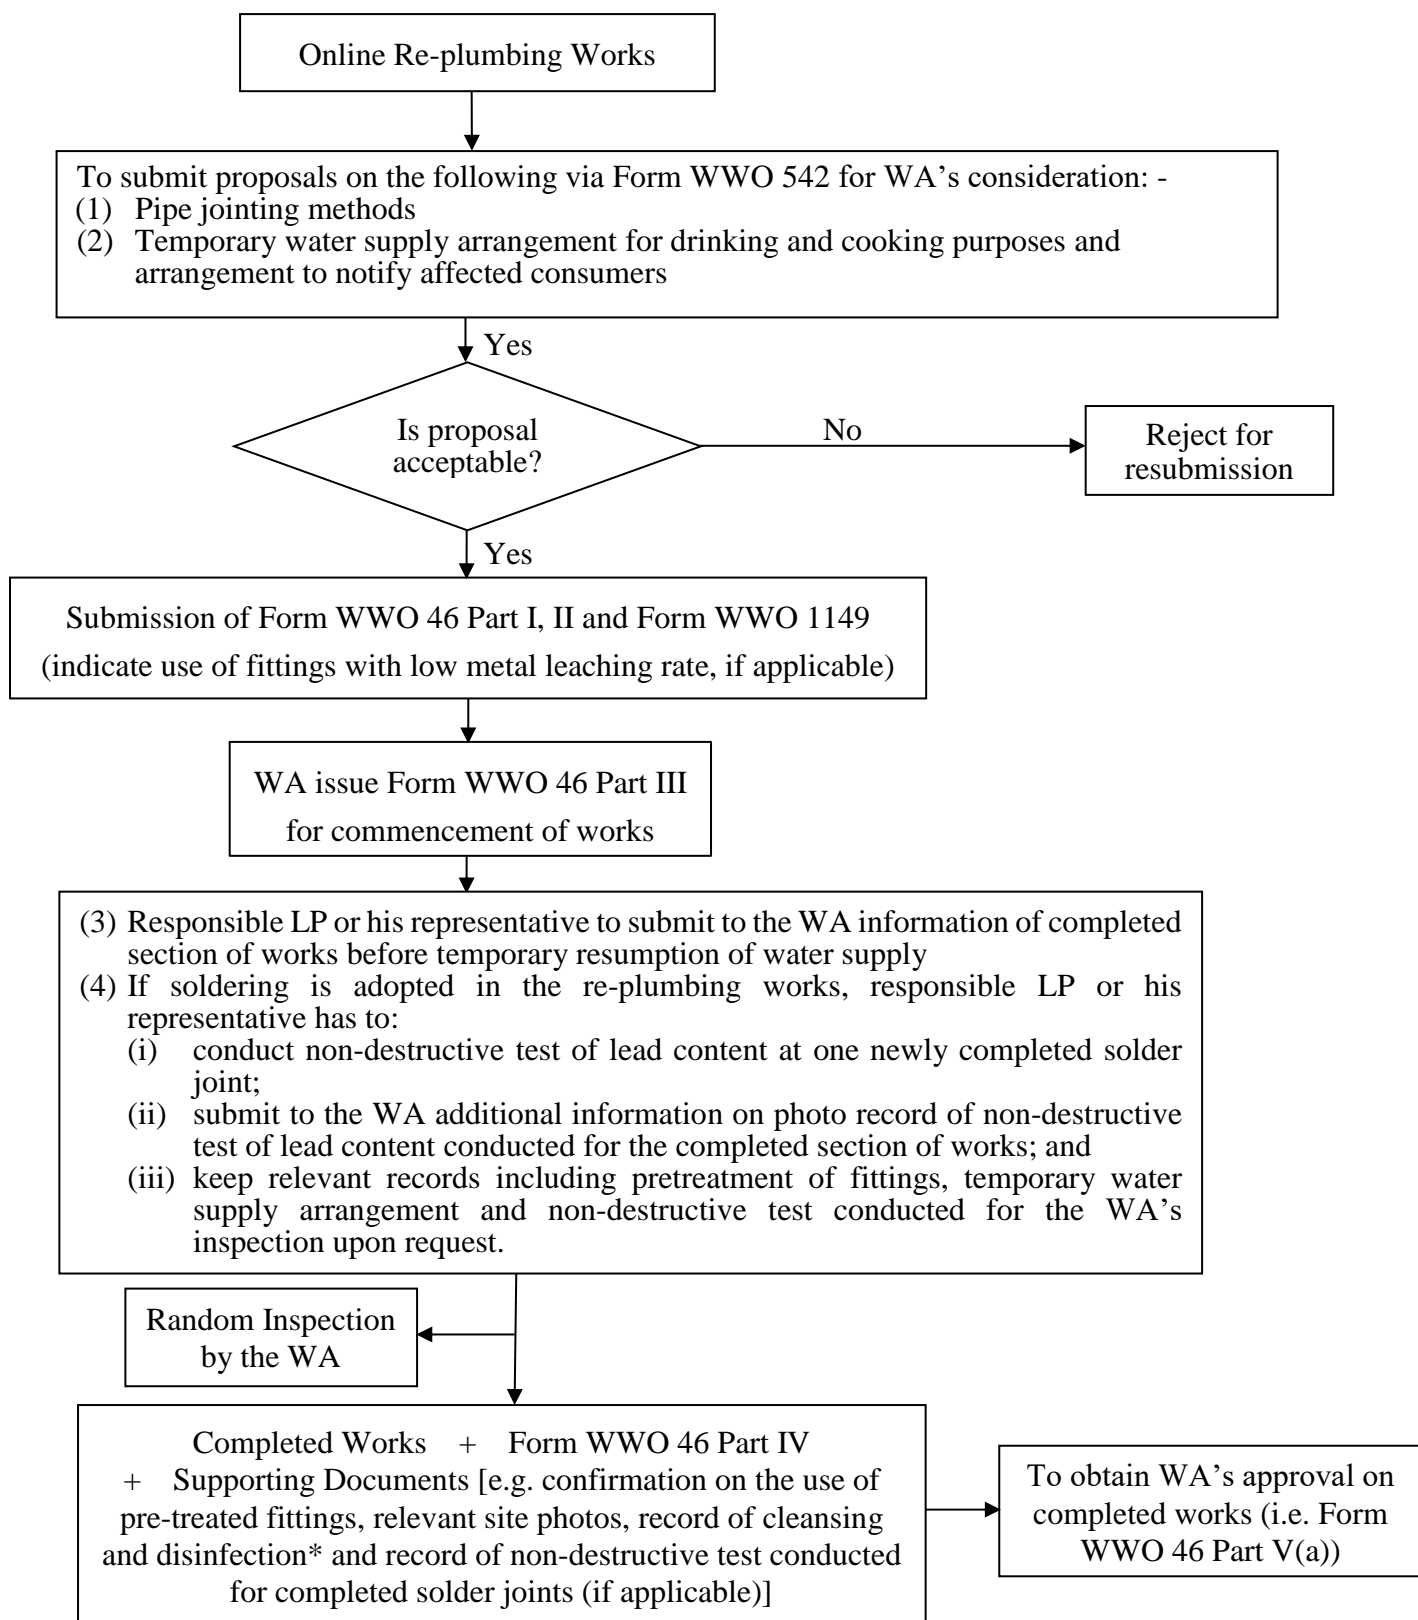 Online Re-plumbing Works
To submit proposals on the following via Form WWO 542 for WA’s consideration: -
(1) Pipe jointing methods
(2) Temporary water supply arrangement for drinking and cooking purposes and
arrangement to notify affected consumers
Yes
Is proposal
acceptable?
No
Reject for
resubmission
Yes
Submission of Form WWO 46 Part I, II and Form WWO 1149
(indicate use of fittings with low metal leaching rate, if applicable)
WA issue Form WWO 46 Part III
for commencement of works
(3) Responsible LP or his representative to submit to the WA information of completed
section of works before temporary resumption of water supply
(4) If soldering is adopted in the re-plumbing works, responsible LP or his
representative has to:
(i) conduct non-destructive test of lead content at one newly completed solder
joint;
(ii) submit to the WA additional information on photo record of non-destructive
test of lead content conducted for the completed section of works; and
(iii) keep relevant records including pretreatment of fittings, temporary water
supply arrangement and non-destructive test conducted for the WA’s
inspection upon request.
Random Inspection
by the WA
Completed Works + Form WWO 46 Part IV
+ Supporting Documents [e.g. confirmation on the use of
pre-treated fittings, relevant site photos, record of cleansing
and disinfection* and record of non-destructive test conducted
for completed solder joints (if applicable)]
To obtain WA’s approval on
completed works (i.e. Form
WWO 46 Part V(a))